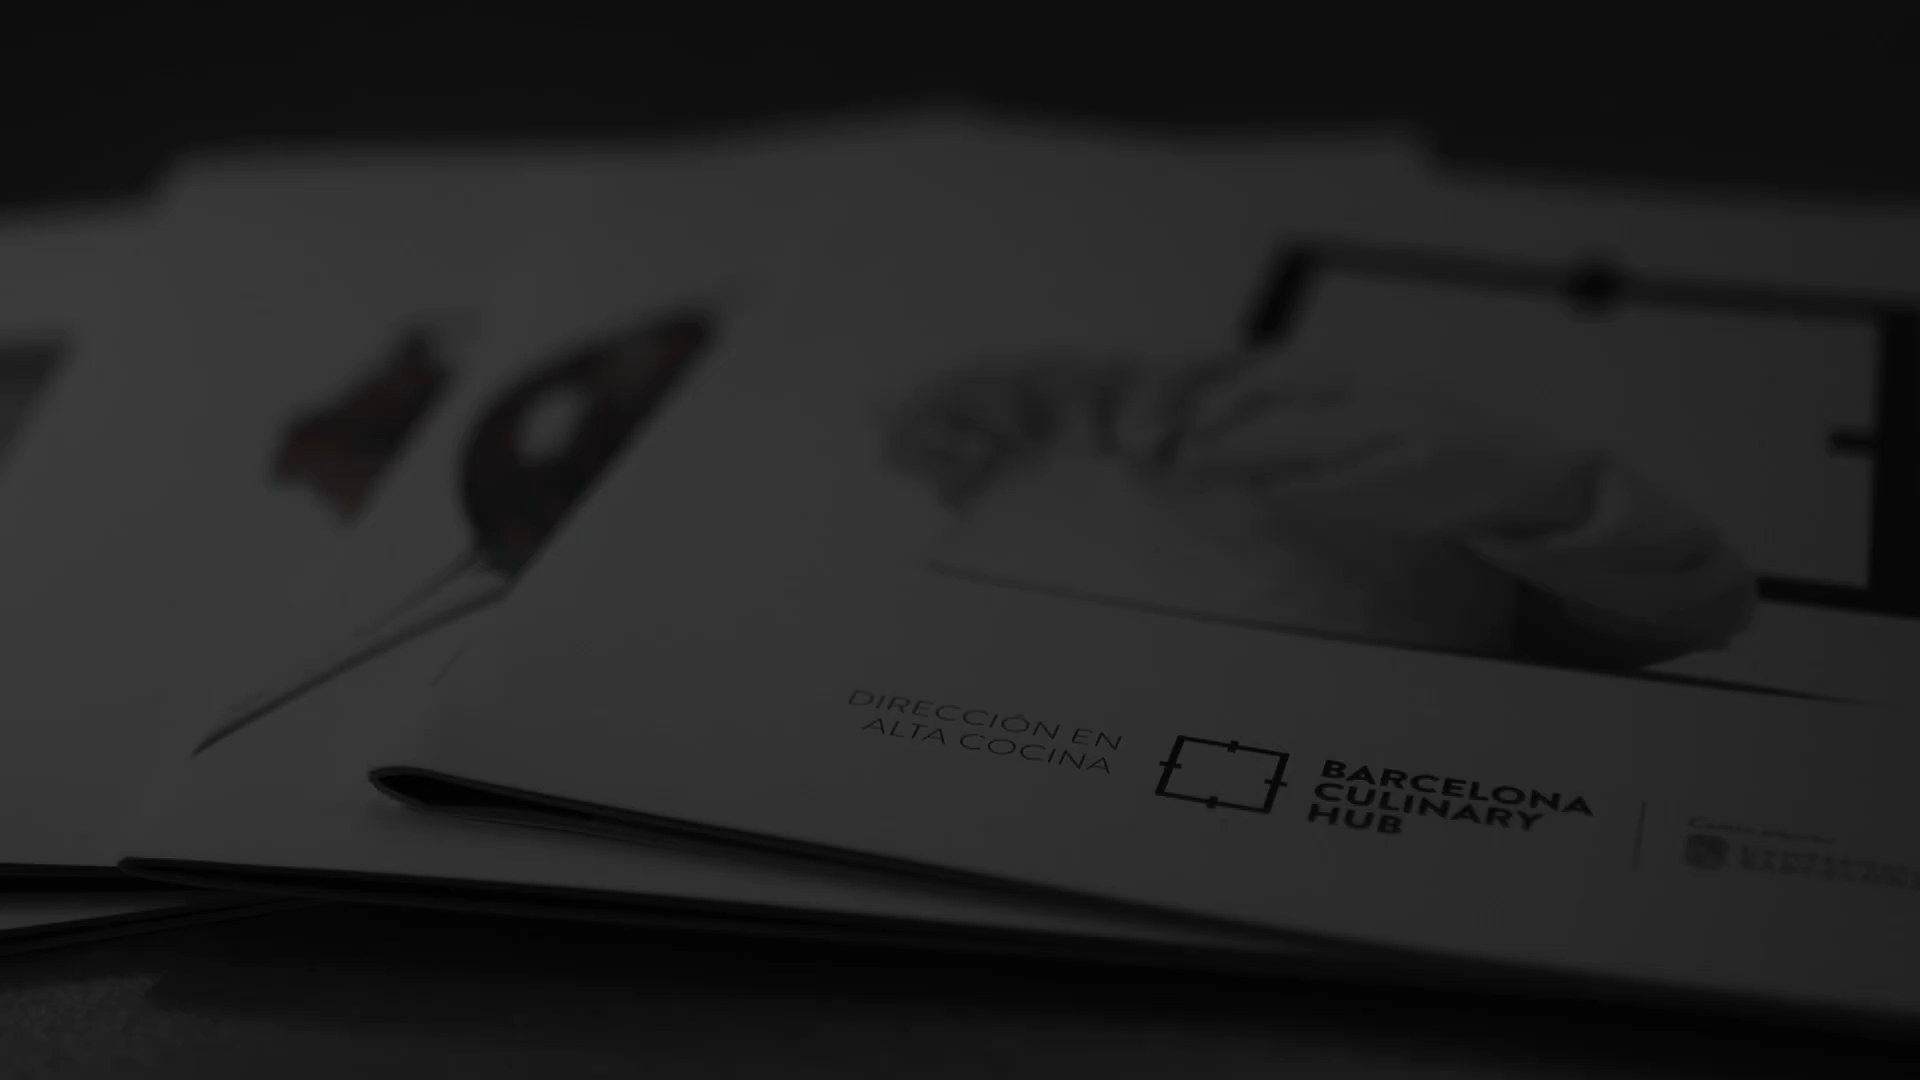 DIRECCIÓN EN
ALTA COCINA
BARCELONA
CULINARY
HUB